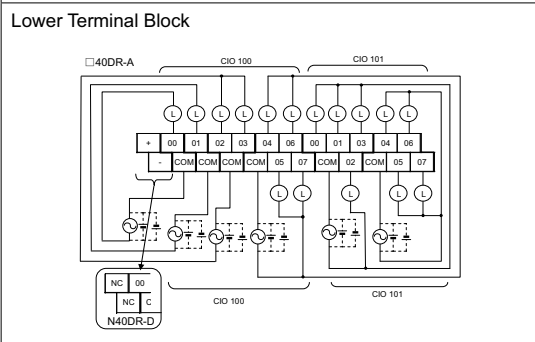 Lower Terminal Block
□40DR-A
CIO 100
CIO 101
L L L L L L L L L L L
+ 00 01 02 03 04 06 00 01 03 04 06
- COM COM COM COM 05 07 COM 02 COM 05 07
L L L L L
NC 00
NC C
N40DR-D
CIO 100
CIO 101